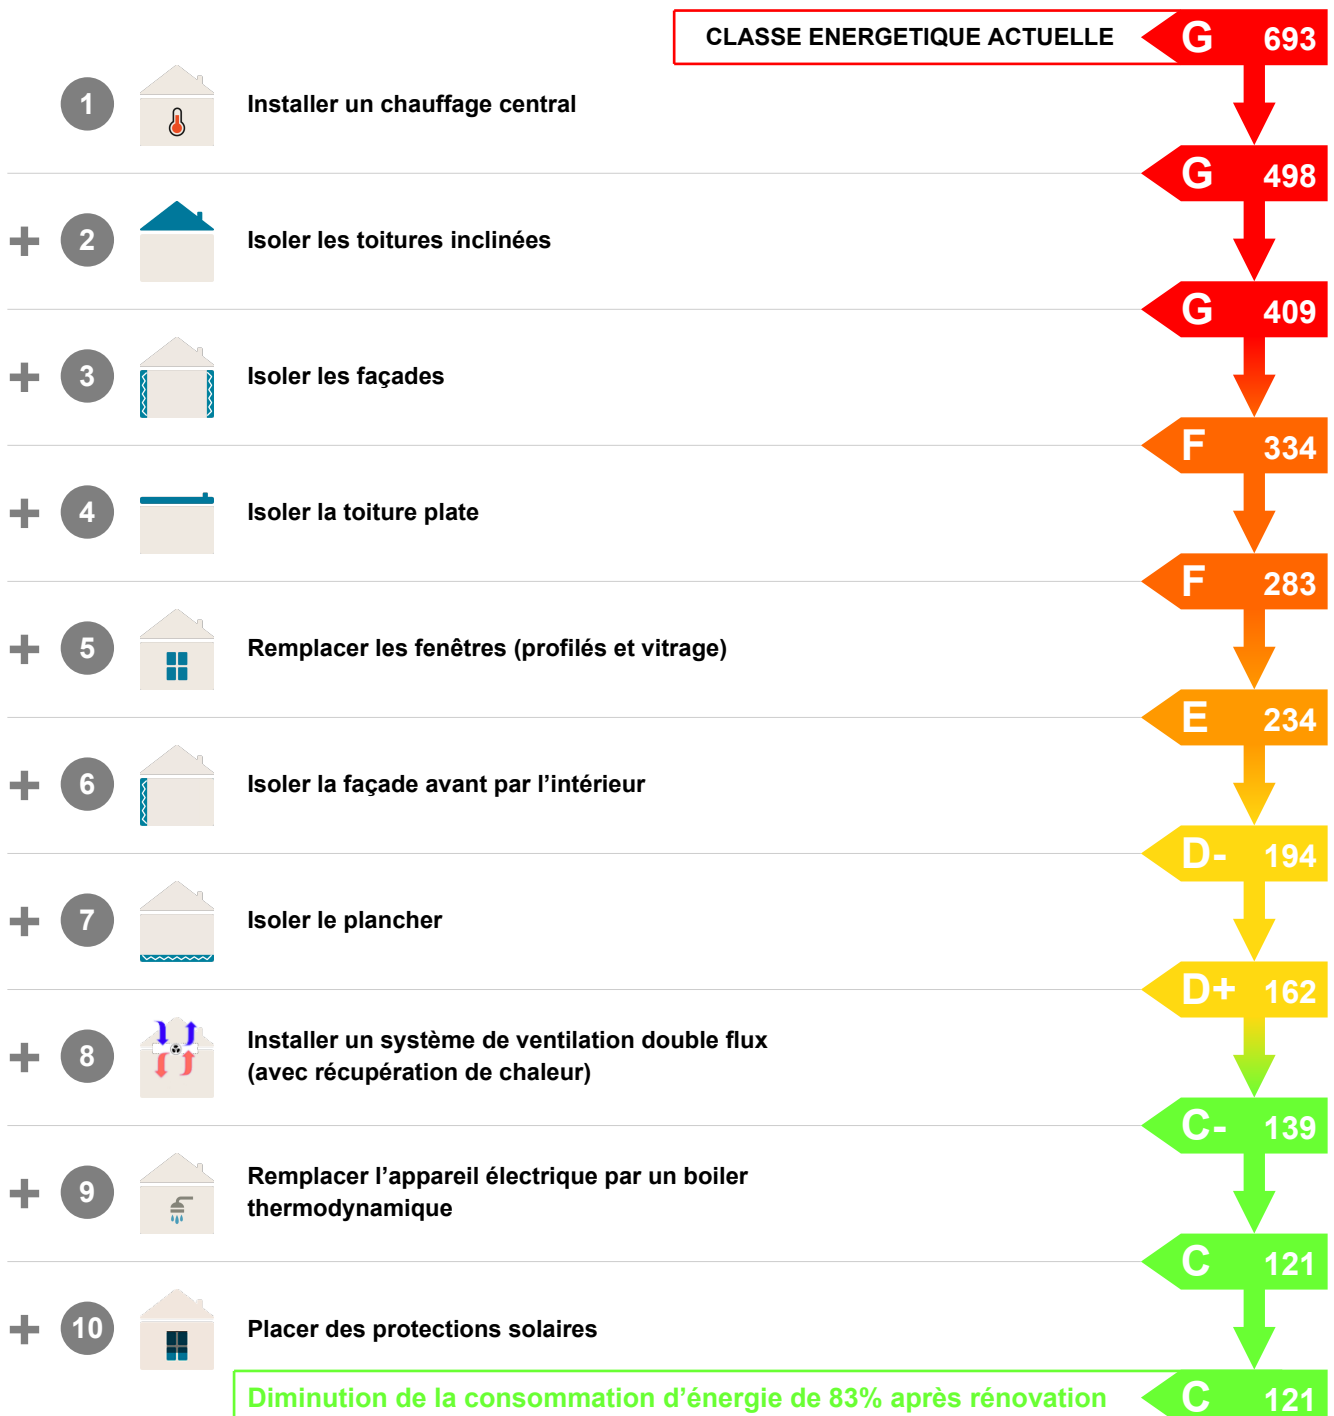 CLASSE ENERGETIQUE ACTUELLE G 693
1 Installer un chauffage central
G 498
+ 2 Isoler les toitures inclinées
G 409
+ 3 Isoler les façades
F 334
+ 4 Isoler la toiture plate
F 283
+ 5 Remplacer les fenêtres (profilés et vitrage)
E 234
+ 6 Isoler la façade avant par l’intérieur
D- 194
+ 7 Isoler le plancher
D+ 162
+ 8 Installer un système de ventilation double flux
(avec récupération de chaleur)
C- 139
+ 9 Remplacer l’appareil électrique par un boiler
thermodynamique
C 121
+ 10 Placer des protections solaires
Diminution de la consommation d’énergie de 83% après rénovation C 121